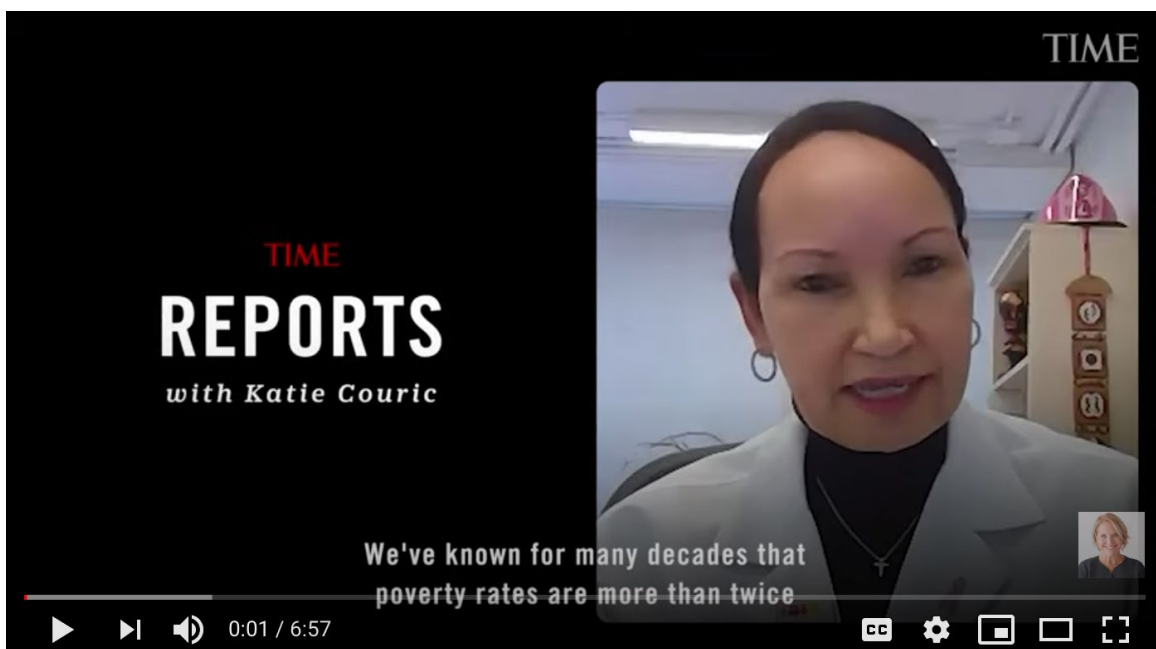 TIME
TIME
REPORTS
with Katie Couric
We've known for many decades that
poverty rates are more than twice
0:01 / 6:57
CC